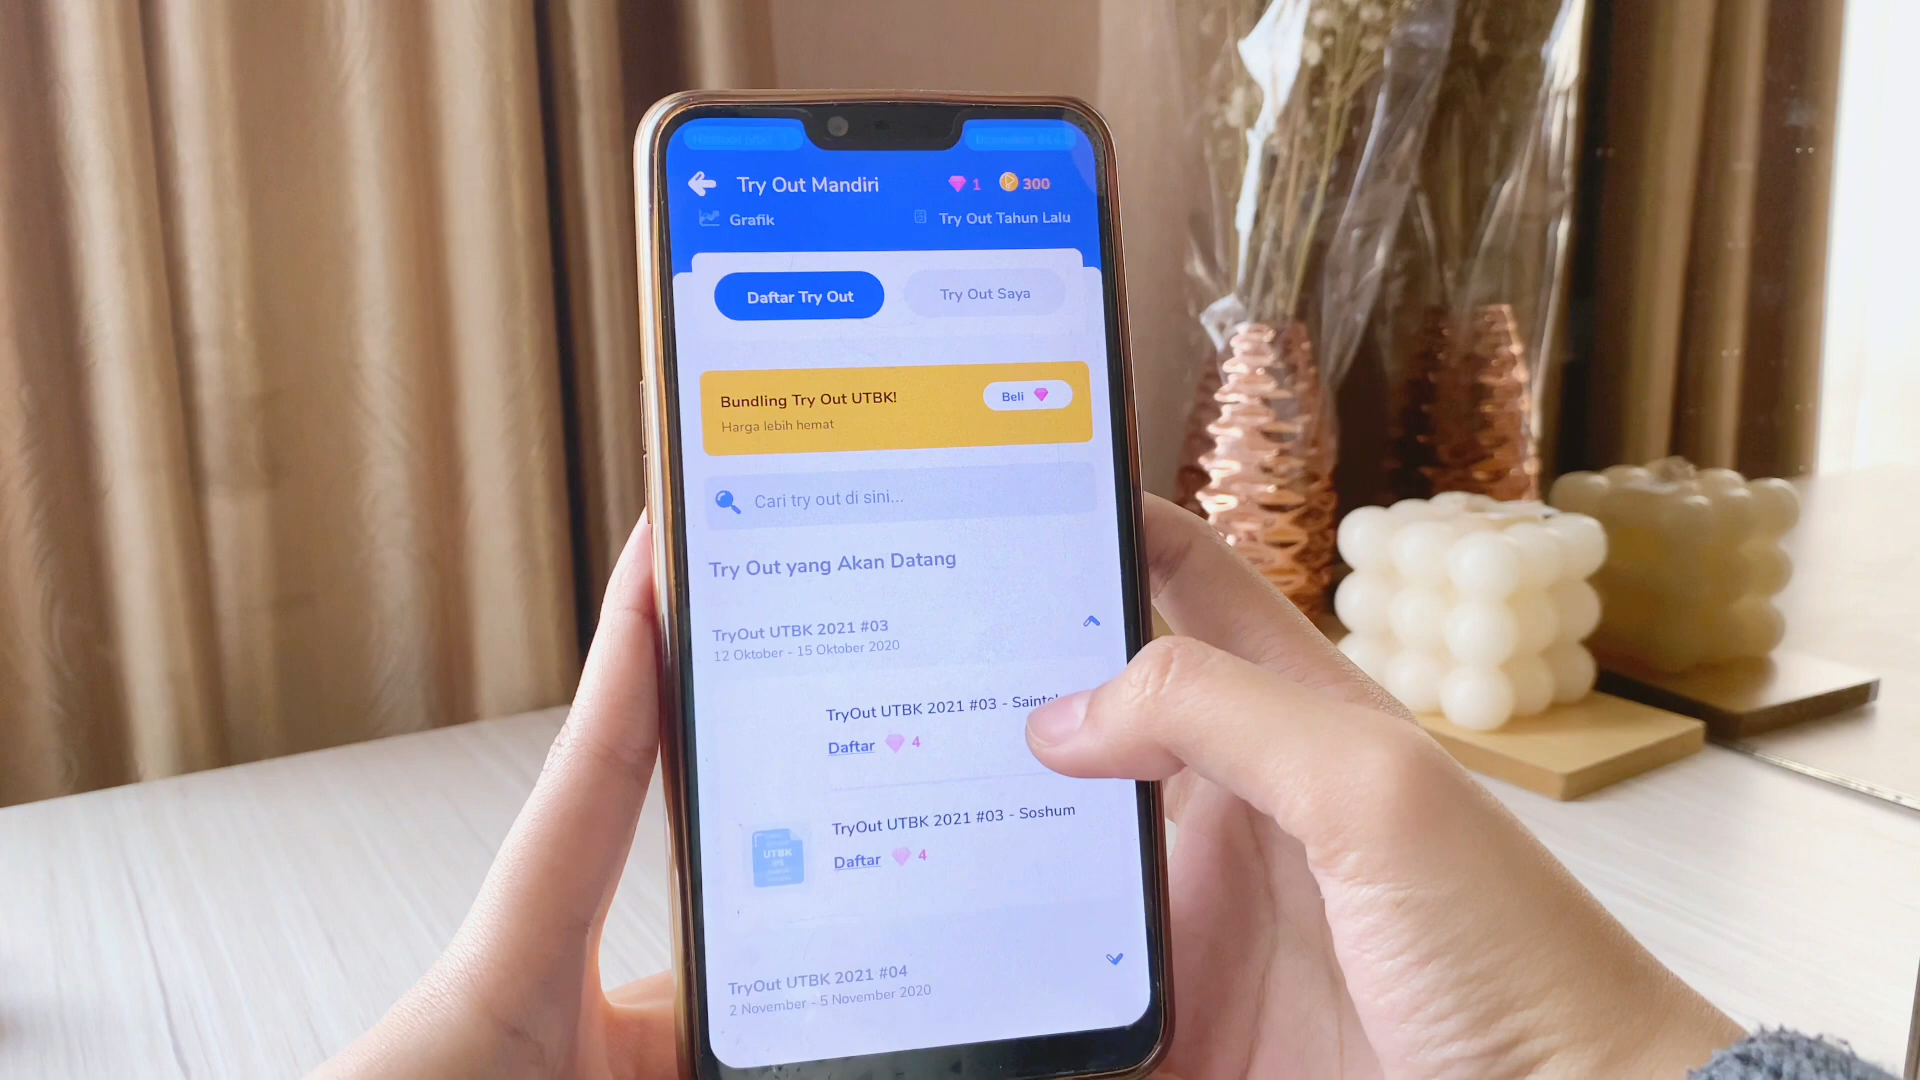 Try Out Mandiri
1
300
Grafik
Try Out Tahun Lalu
Daftar Try Out
Try Out Saya
Bundling Try Out UTBK!
Beli
Harga lebih hemat
Cari try out di sini...
Try Out yang Akan Datang
TryOut UTBK 2021 #03
12 Oktober - 15 Oktober 2020
TryOut UTBK 2021 #03 -
Daftar 4
TryOut UTBK 2021 #03 - Soshum
UTBK
Daftar 4
TryOut UTBK 2021 #04
2 November - 5 November 2020